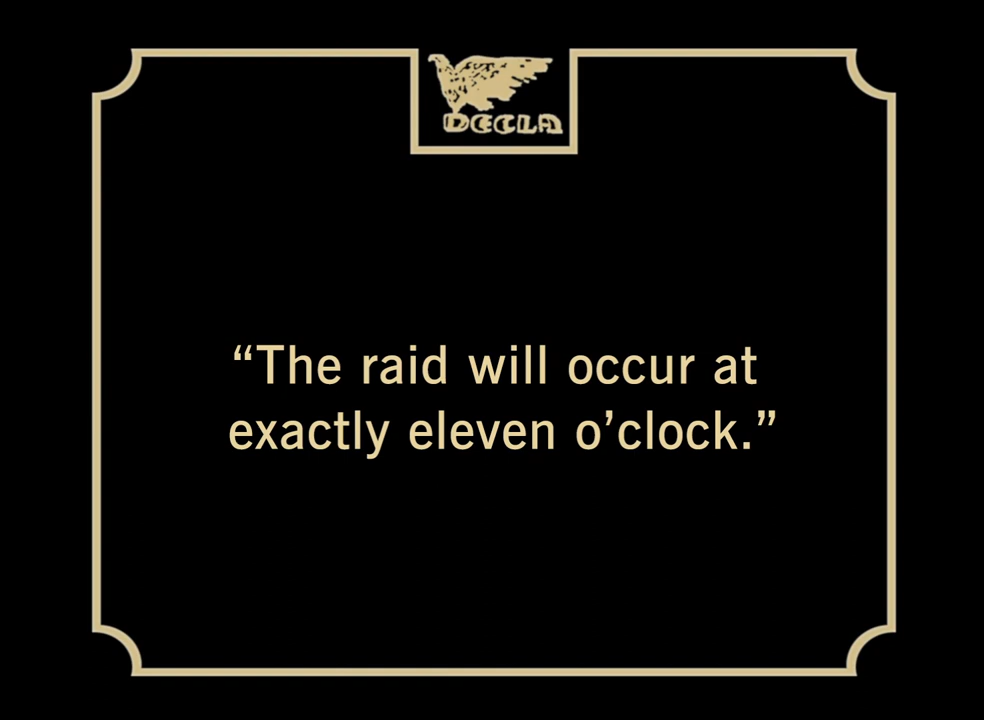 DECLA
“The raid will occur at
exactly eleven o’clock.”